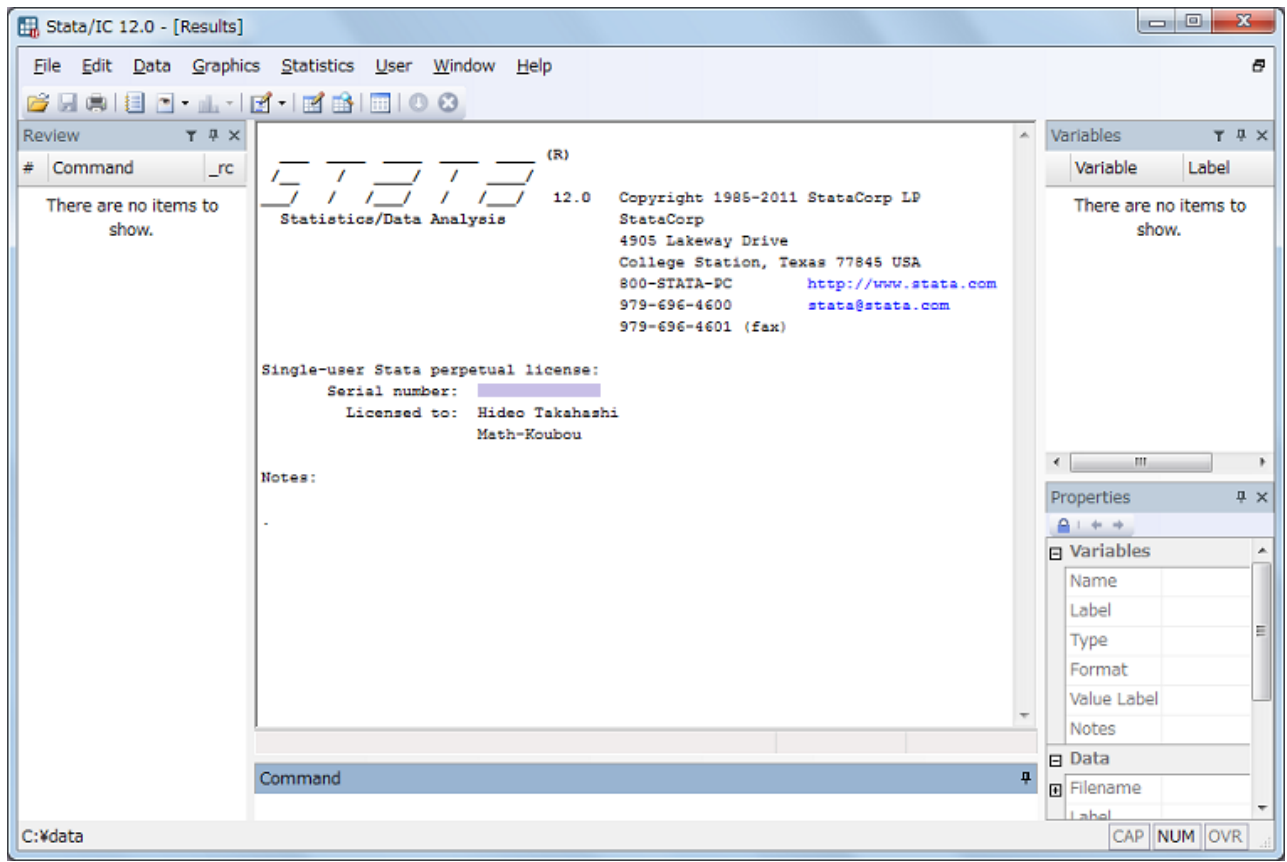 Stata/IC 12.0 - [Results]
File Edit Data Graphics Statistics User Window Help
Review
# Command _rc
There are no items to
show.
(R)
STATA
12.0 Copyright 1985-2011 StataCorp LP
Statistics/Data Analysis StataCorp
4905 Lakeway Drive
College Station, Texas 77845 USA
800-STATA-PC http://www.stata.com
979-696-4600 stata@stata.com
979-696-4601 (fax)
Single-user Stata perpetual license:
Serial number:
Licensed to: Hideo Takahashi
Math-Koubou
Notes:
.
Command
Variables
Variable Label
There are no items to
show.
Properties
Variables
Name
Label
Type
Format
Value Label
Notes
Data
Filename
Label
C:¥data
CAP NUM OVR